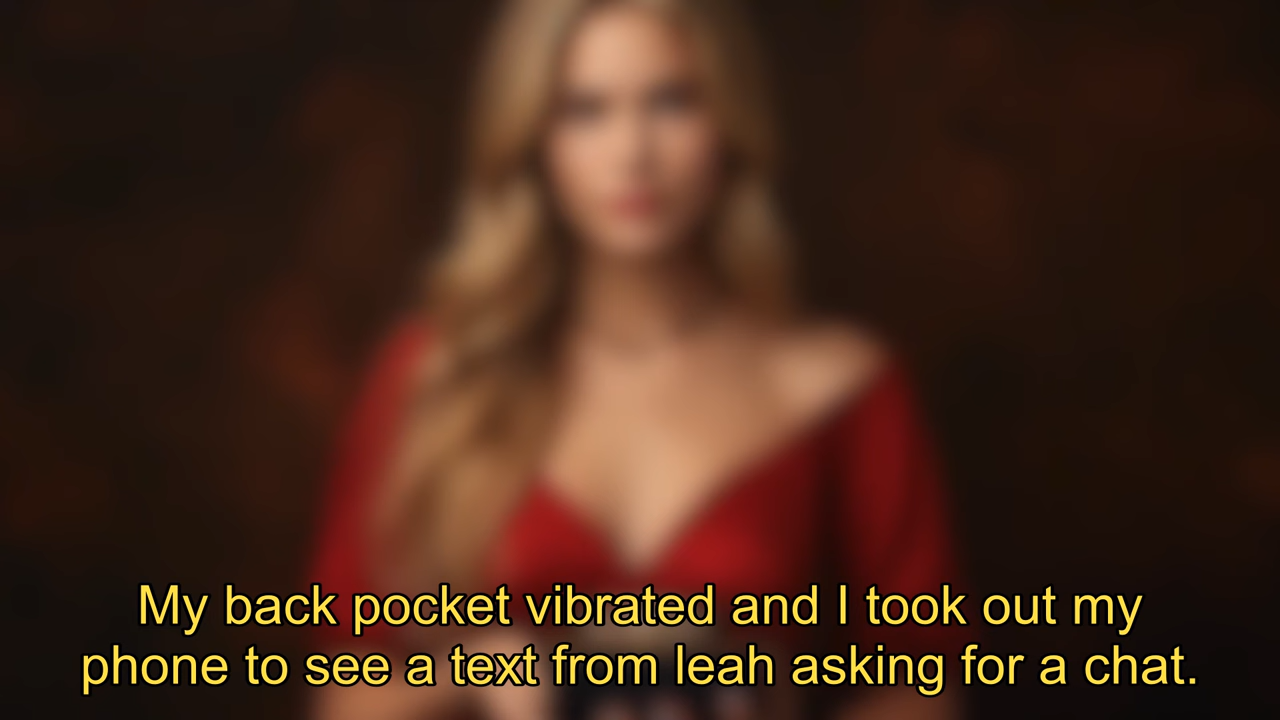 My back pocket vibrated and I took out my
phone to see a text from leah asking for a chat.